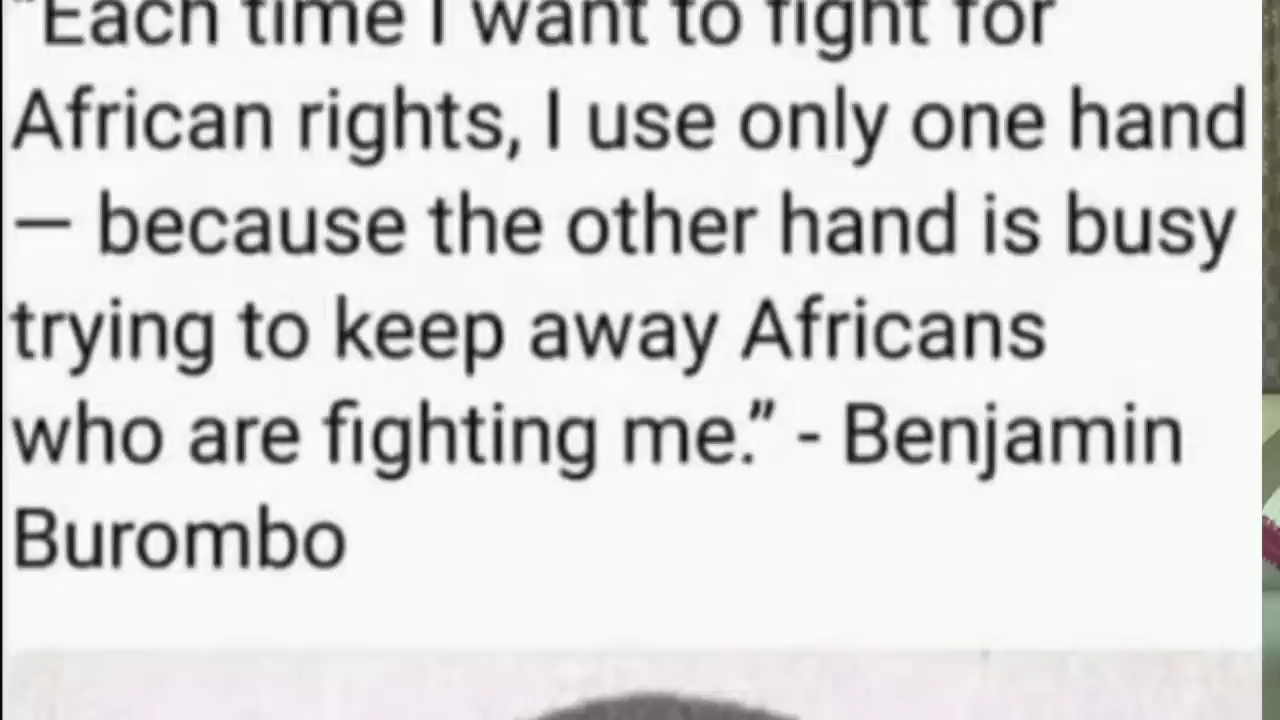 “Each time I want to fight for
African rights, I use only one hand
— because the other hand is busy
trying to keep away Africans
who are fighting me.” - Benjamin
Burombo